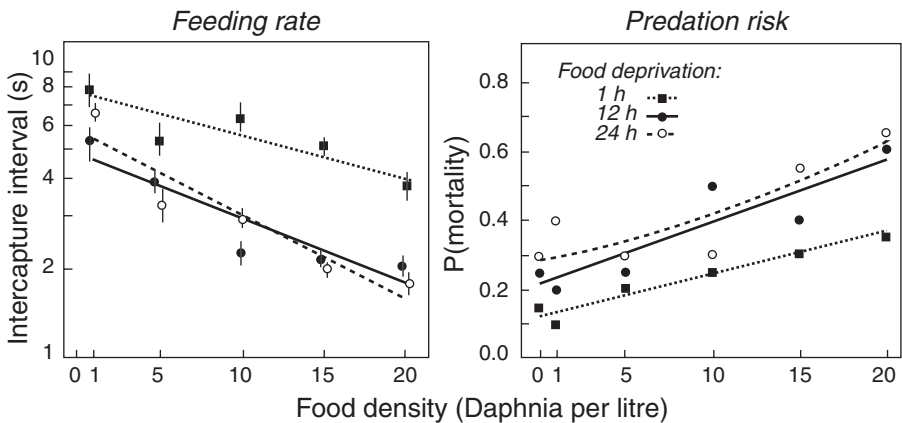 Feeding rate
Predation risk
Intercapture interval (s)
10
8
6
4
2
1
0 1 5 10 15 20
P(mortality)
0.8
0.6
0.4
0.2
0.0
Food deprivation:
1 h
12 h
24 h
0 1 5 10 15 20
Food density (Daphnia per litre)